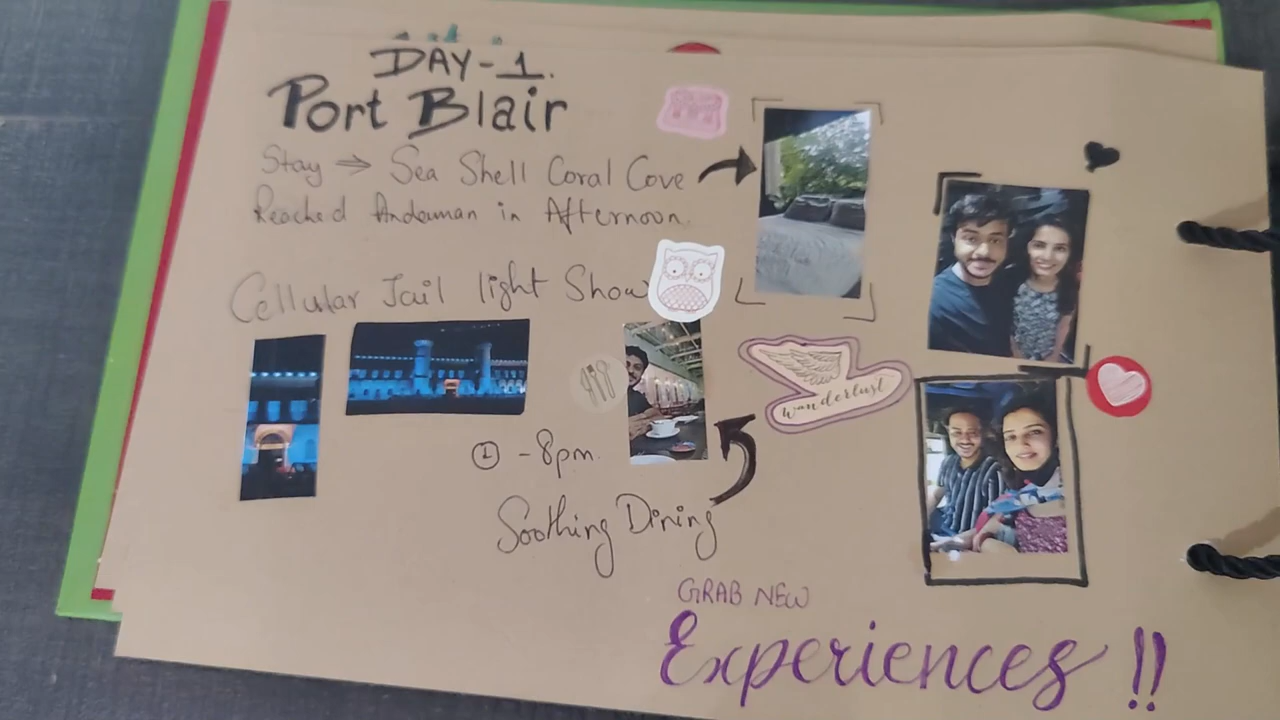 DAY-1.
Port Blair
Stay ⇒ Sea Shell Coral Cove
Reached Andaman in Afternoon.
Cellular Jail light Show
wanderlust
① - 8pm.
Soothing Dining
GRAB NEW
Experiences !!